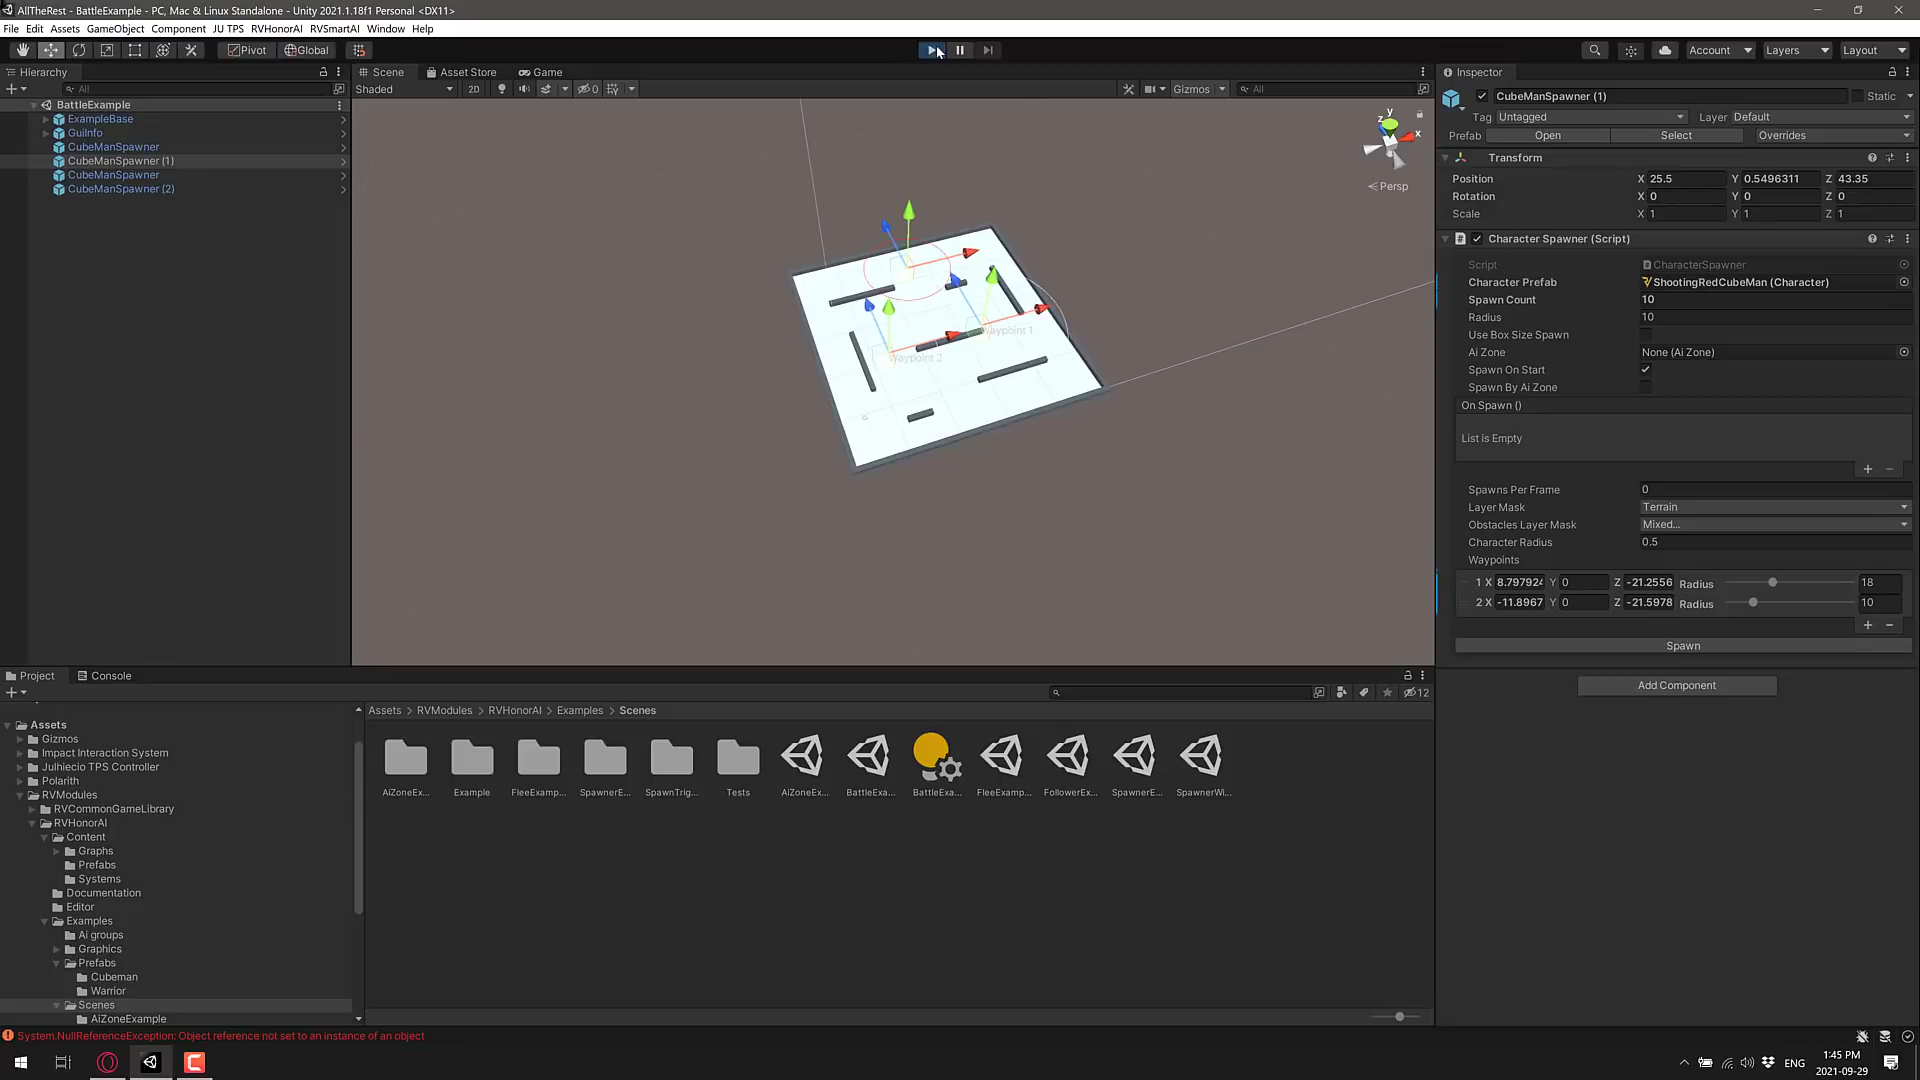 AllTheRest - BattleExample - PC, Mac & Linux Standalone - Unity 2021.1.18f1 Personal <DX11>
File Edit Assets GameObject Component JU TPS RVHonorAI RVSmartAI Window Help
Pivot Global Account Layers Layout
Hierarchy
All
BattleExample
ExampleBase
GuiInfo
CubeManSpawner
CubeManSpawner (1)
CubeManSpawner
CubeManSpawner (2)
Scene Asset Store Game
Shaded 2D 0 Gizmos All
y
z
x
Persp
Waypoint 1
Waypoint 2
Inspector
CubeManSpawner (1) Static
Tag Untagged Layer Default
Prefab Open Select Overrides
Transform
Position X 25.5 Y 0.5496311 Z 43.35
Rotation X 0 Y 0 Z 0
Scale X 1 Y 1 Z 1
Character Spawner (Script)
Script CharacterSpawner
Character Prefab ShootingRedCubeMan (Character)
Spawn Count 10
Radius 10
Use Box Size Spawn
Ai Zone None (Ai Zone)
Spawn On Start
Spawn By Ai Zone
On Spawn ()
List is Empty
Spawns Per Frame 0
Layer Mask Terrain
Obstacles Layer Mask Mixed...
Character Radius 0.5
Waypoints
1 X 8.797924 Y 0 Z -21.2556 Radius 18
2 X -11.8967 Y 0 Z -21.5978 Radius 10
Spawn
Add Component
Project Console
12
Assets > RVModules > RVHonorAI > Examples > Scenes
AiZoneEx... Example FleeExamp... SpawnerE... SpawnTrig... Tests AiZoneEx... BattleExa... BattleExa... FleeExamp... FollowerEx... SpawnerE... SpawnerWi...
Assets
Gizmos
Impact Interaction System
Julhiecio TPS Controller
Polarith
RVModules
RVCommonGameLibrary
RVHonorAI
Content
Graphs
Prefabs
Systems
Documentation
Editor
Examples
Ai groups
Graphics
Prefabs
Cubeman
Warrior
Scenes
AiZoneExample
System.NullReferenceException: Object reference not set to an instance of an object
ENG
1:45 PM
2021-09-29